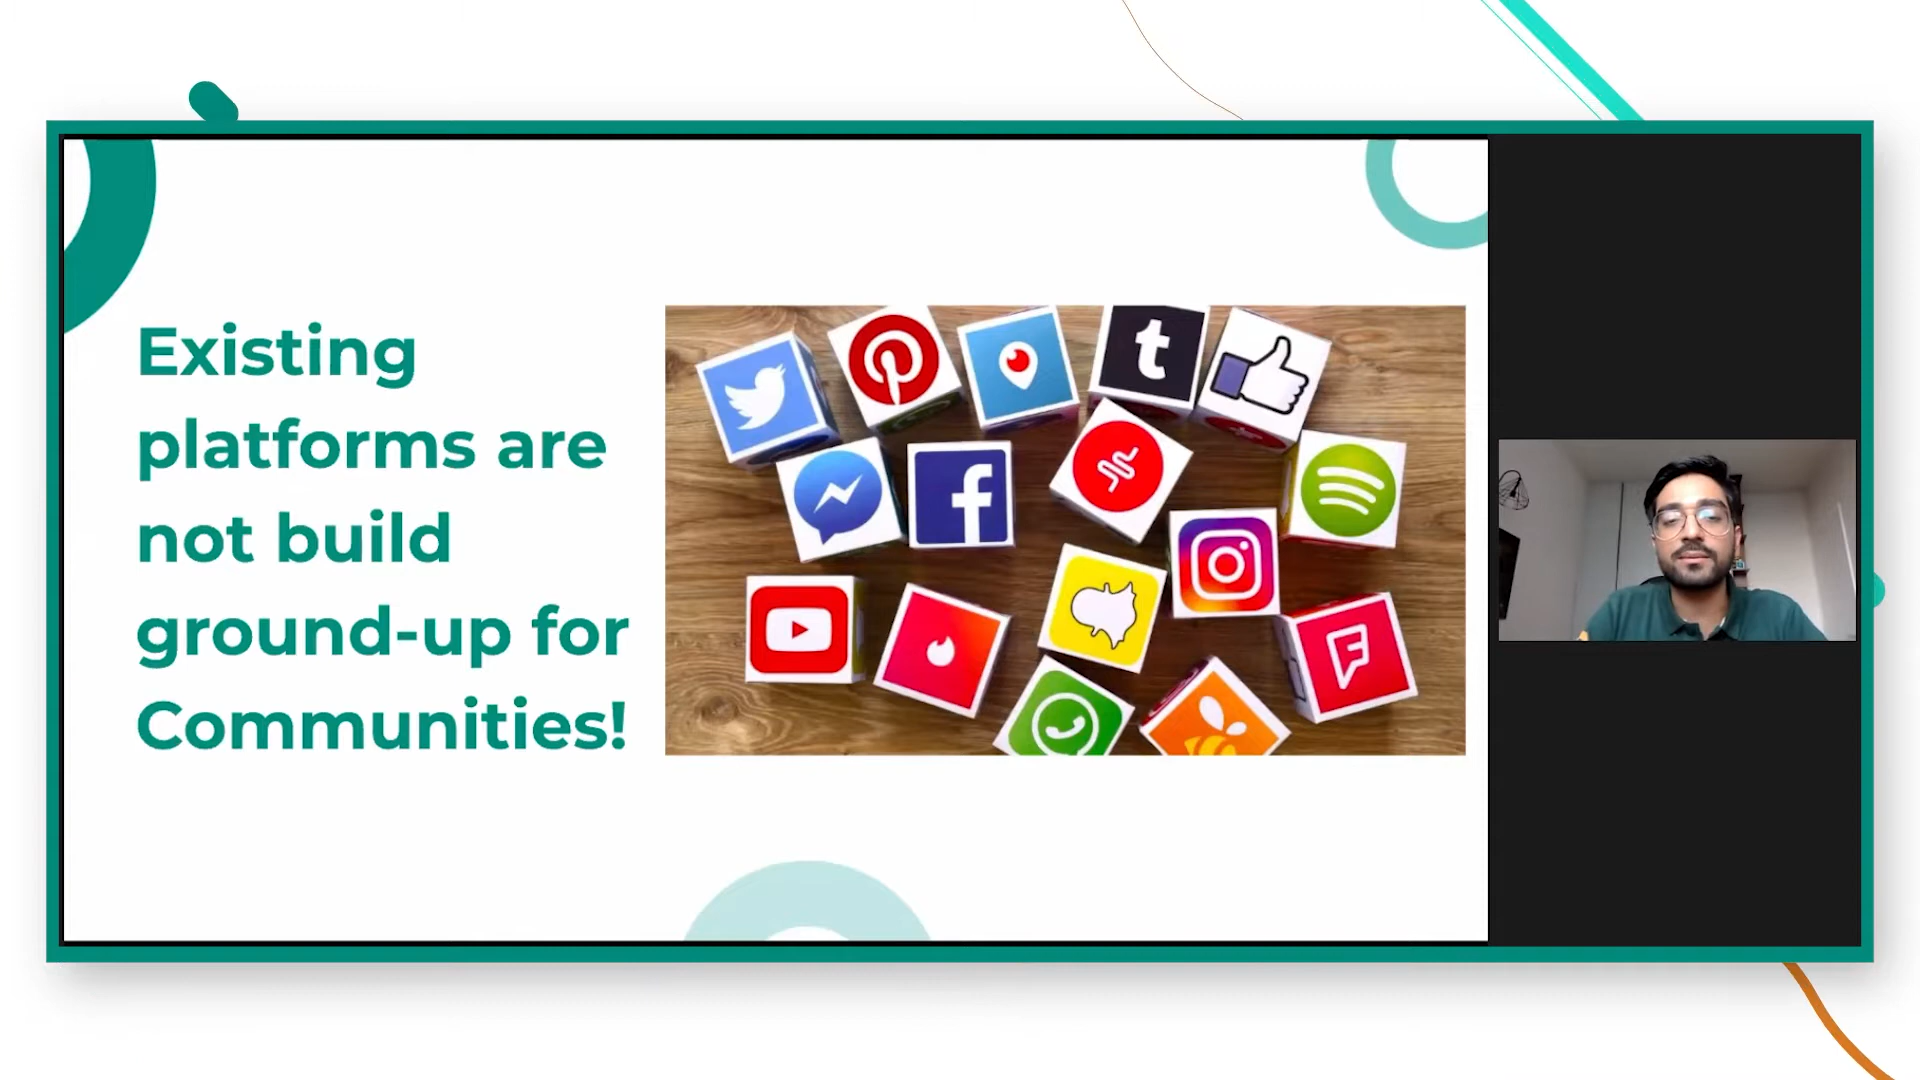 Existing
platforms are
not build
ground-up for
Communities!
t
f